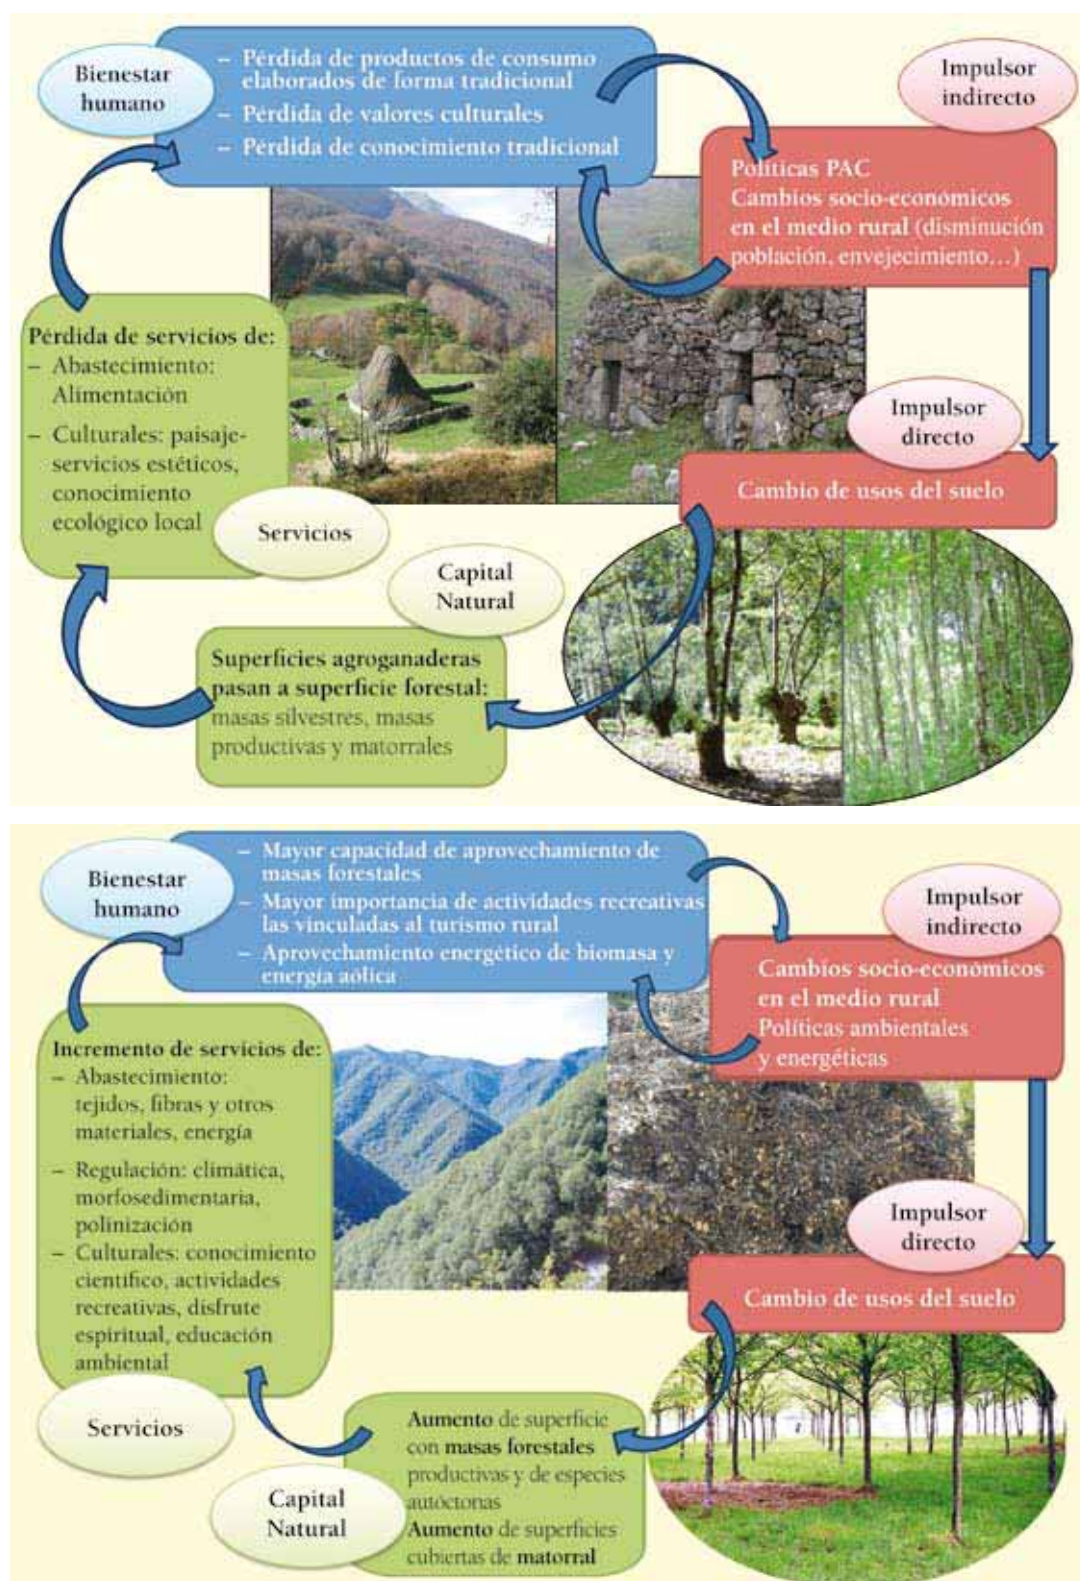 Bienestar
humano
– Pérdida de productos de consumo
elaborados de forma tradicional
– Pérdida de valores culturales
– Pérdida de conocimiento tradicional
Impulsor
indirecto
Políticas PAC
Cambios socio-económicos
en el medio rural (disminución
población, envejecimiento…)
Pérdida de servicios de:
– Abastecimiento:
Alimentación
– Culturales: paisaje-
servicios estéticos,
conocimiento
ecológico local
Servicios
Impulsor
directo
Cambio de usos del suelo
Capital
Natural
Superficies agroganaderas
pasan a superficie forestal:
masas silvestres, masas
productivas y matorrales
Bienestar
humano
– Mayor capacidad de aprovechamiento de
masas forestales
– Mayor importancia de actividades recreativas
las vinculadas al turismo rural
– Aprovechamiento energético de biomasa y
energía aólica
Impulsor
indirecto
Cambios socio-económicos
en el medio rural
Políticas ambientales
y energéticas
Incremento de servicios de:
– Abastecimiento:
tejidos, fibras y otros
materiales, energía
– Regulación: climática,
morfosedimentaria,
polinización
– Culturales: conocimiento
científico, actividades
recreativas, disfrute
espiritual, educación
ambiental
Servicios
Impulsor
directo
Cambio de usos del suelo
Aumento de superficie
con masas forestales
productivas y de especies
autóctonas
Aumento de superficies
cubiertas de matorral
Capital
Natural